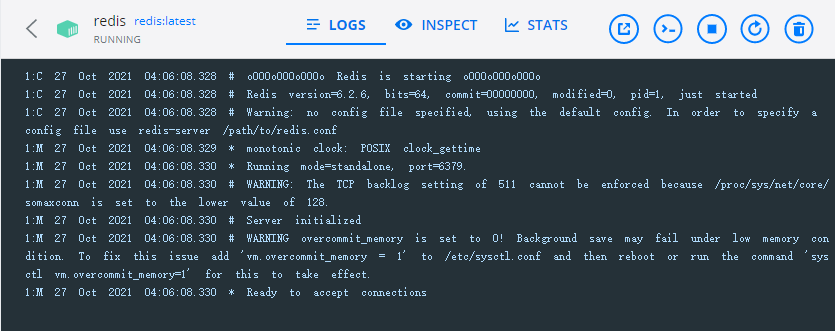 redis redis:latest
RUNNING
LOGS INSPECT STATS
1:C 27 Oct 2021 04:06:08.328 # oO0OoO0OoO0Oo Redis is starting oO0OoO0OoO0Oo
1:C 27 Oct 2021 04:06:08.328 # Redis version=6.2.6, bits=64, commit=00000000, modified=0, pid=1, just started
1:C 27 Oct 2021 04:06:08.328 # Warning: no config file specified, using the default config. In order to specify a
config file use redis-server /path/to/redis.conf
1:M 27 Oct 2021 04:06:08.329 * monotonic clock: POSIX clock_gettime
1:M 27 Oct 2021 04:06:08.330 * Running mode=standalone, port=6379.
1:M 27 Oct 2021 04:06:08.330 # WARNING: The TCP backlog setting of 511 cannot be enforced because /proc/sys/net/core/
somaxconn is set to the lower value of 128.
1:M 27 Oct 2021 04:06:08.330 # Server initialized
1:M 27 Oct 2021 04:06:08.330 # WARNING overcommit_memory is set to 0! Background save may fail under low memory con
dition. To fix this issue add 'vm.overcommit_memory = 1' to /etc/sysctl.conf and then reboot or run the command 'sys
ctl vm.overcommit_memory=1' for this to take effect.
1:M 27 Oct 2021 04:06:08.330 * Ready to accept connections